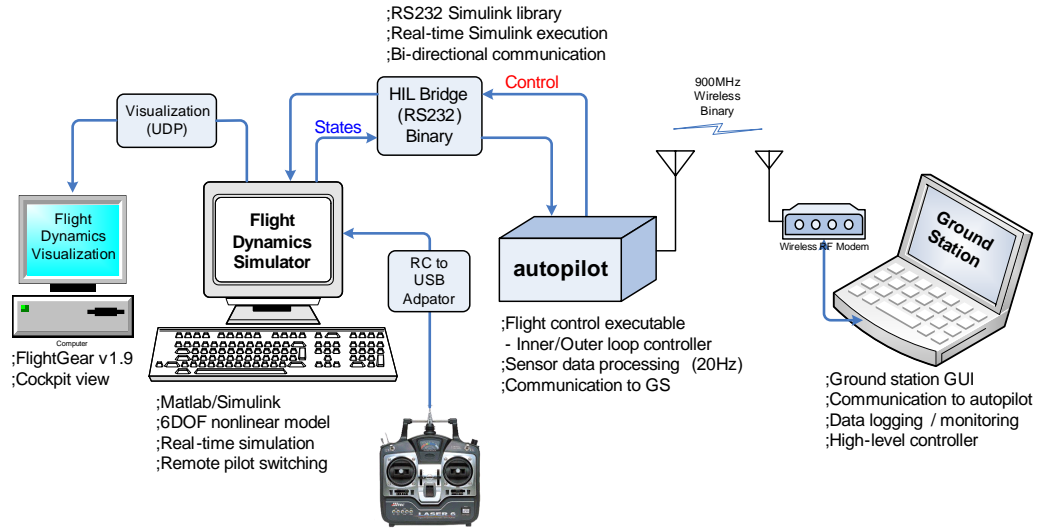 ;RS232 Simulink library
;Real-time Simulink execution
;Bi-directional communication
Control
900MHz
Wireless
Binary
HIL Bridge
(RS232)
Binary
Visualization
(UDP)
States
Flight
Dynamics
Visualization
Flight
Dynamics
Simulator
RC to
USB
Adpator
autopilot
Wireless RF Modem
Ground
Station
Computer
;FlightGear v1.9
;Cockpit view
;Matlab/Simulink
;6DOF nonlinear model
;Real-time simulation
;Remote pilot switching
;Flight control executable
- Inner/Outer loop controller
;Sensor data processing (20Hz)
;Communication to GS
;Ground station GUI
;Communication to autopilot
;Data logging / monitoring
;High-level controller
LASER 6